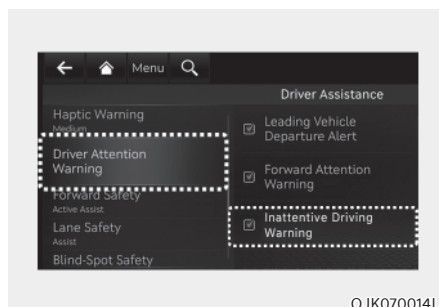 Menu
Driver Assistance
Haptic Warning
Medium
Driver Attention
Warning
Forward Safety
Active Assist
Lane Safety
Assist
Blind-Spot Safety
Leading Vehicle
Departure Alert
Forward Attention
Warning
Inattentive Driving
Warning
OJK070014L